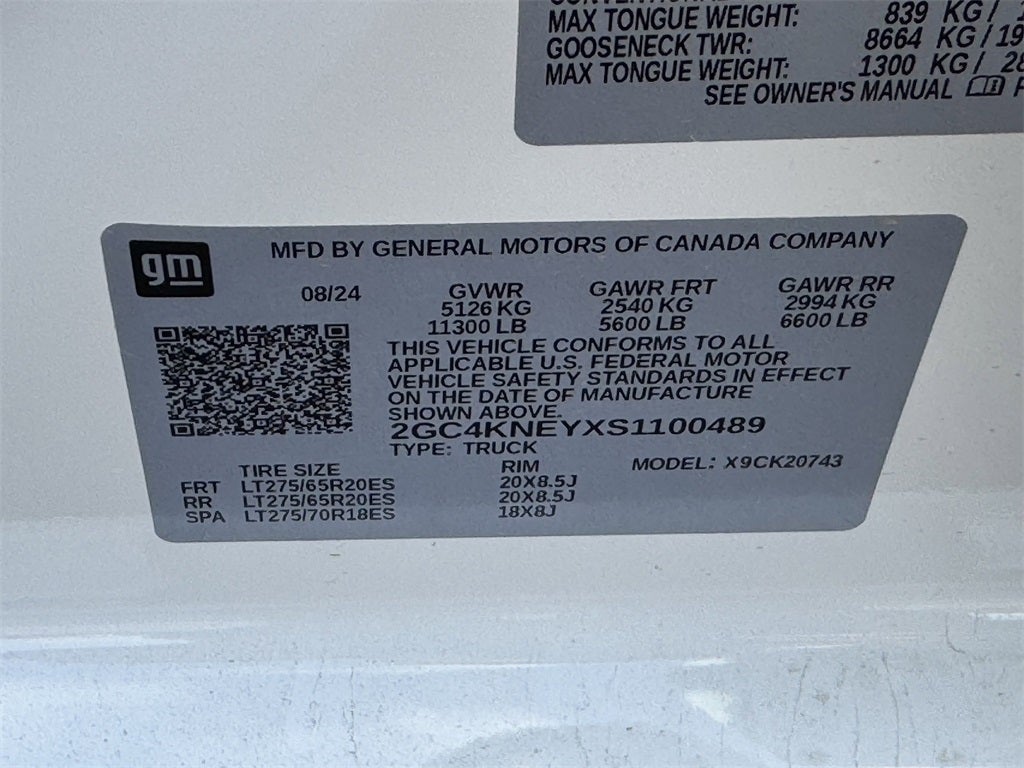 MAX TONGUE WEIGHT: 839 KG/
GOOSENECK TWR: 8664 KG/19
MAX TONGUE WEIGHT: 1300 KG/ 28
SEE OWNER'S MANUAL
gm
MFD BY GENERAL MOTORS OF CANADA COMPANY
08/24 GVWR GAWR FRT GAWR RR
5126 KG 2540 KG 2994 KG
11300 LB 5600 LB 6600 LB
THIS VEHICLE CONFORMS TO ALL
APPLICABLE U.S. FEDERAL MOTOR
VEHICLE SAFETY STANDARDS IN EFFECT
ON THE DATE OF MANUFACTURE
SHOWN ABOVE.
2GC4KNEYXS1100489
TYPE: TRUCK MODEL: X9CK20743
TIRE SIZE RIM
FRT LT275/65R20ES 20X8.5J
RR LT275/65R20ES 20X8.5J
SPA LT275/70R18ES 18X8J